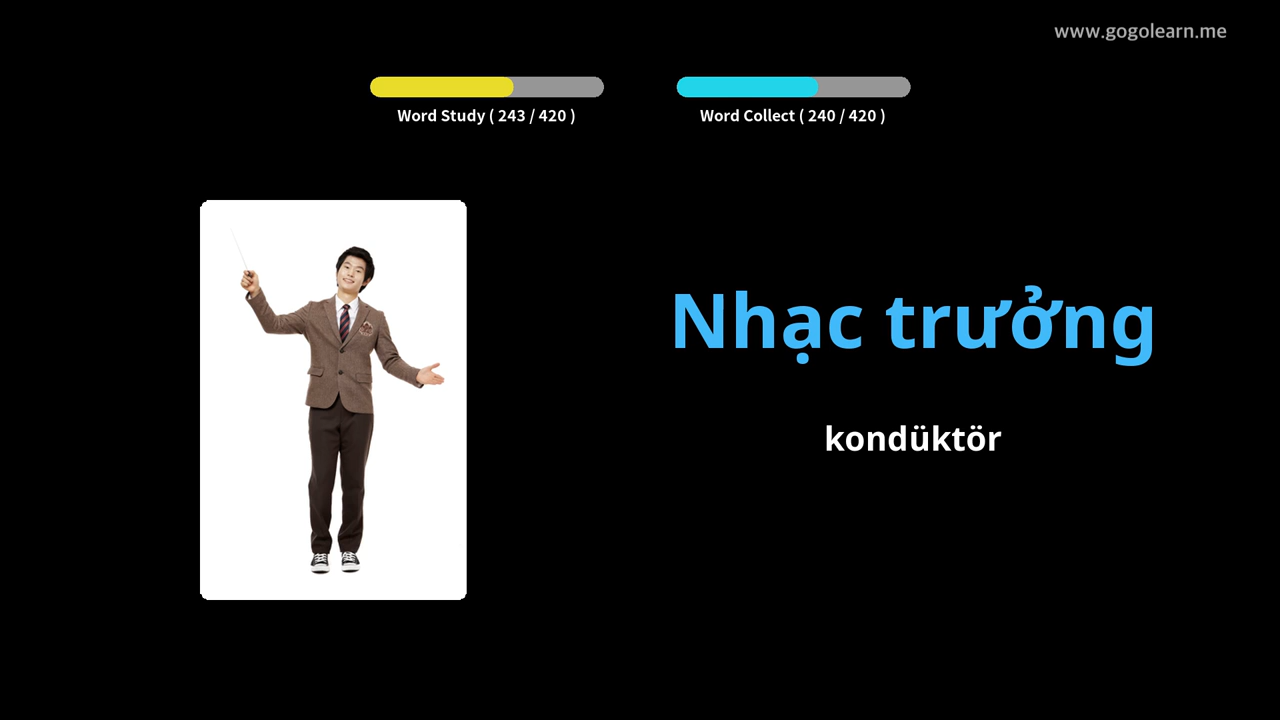 www.gogolearn.me
Word Study ( 243 / 420 )
Word Collect ( 240 / 420 )
Nhạc trưởng
kondüktör